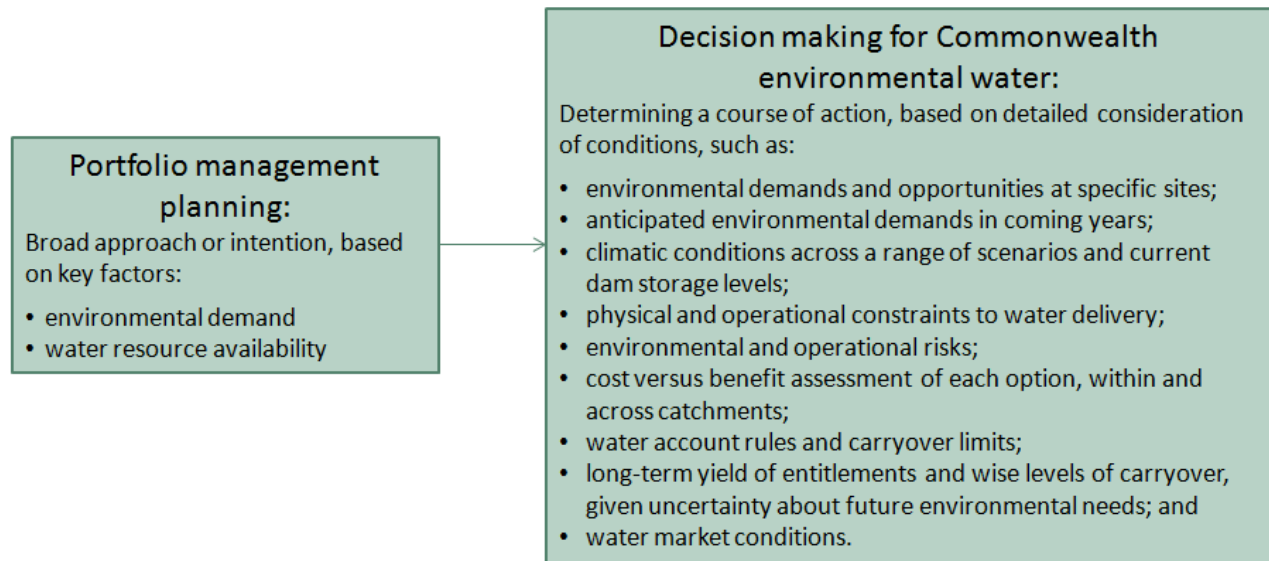 Portfolio management
planning:
Broad approach or intention, based
on key factors:
• environmental demand
• water resource availability
Decision making for Commonwealth
environmental water:
Determining a course of action, based on detailed consideration
of conditions, such as:
• environmental demands and opportunities at specific sites;
• anticipated environmental demands in coming years;
• climatic conditions across a range of scenarios and current
dam storage levels;
• physical and operational constraints to water delivery;
• environmental and operational risks;
• cost versus benefit assessment of each option, within and
across catchments;
• water account rules and carryover limits;
• long-term yield of entitlements and wise levels of carryover,
given uncertainty about future environmental needs; and
• water market conditions.